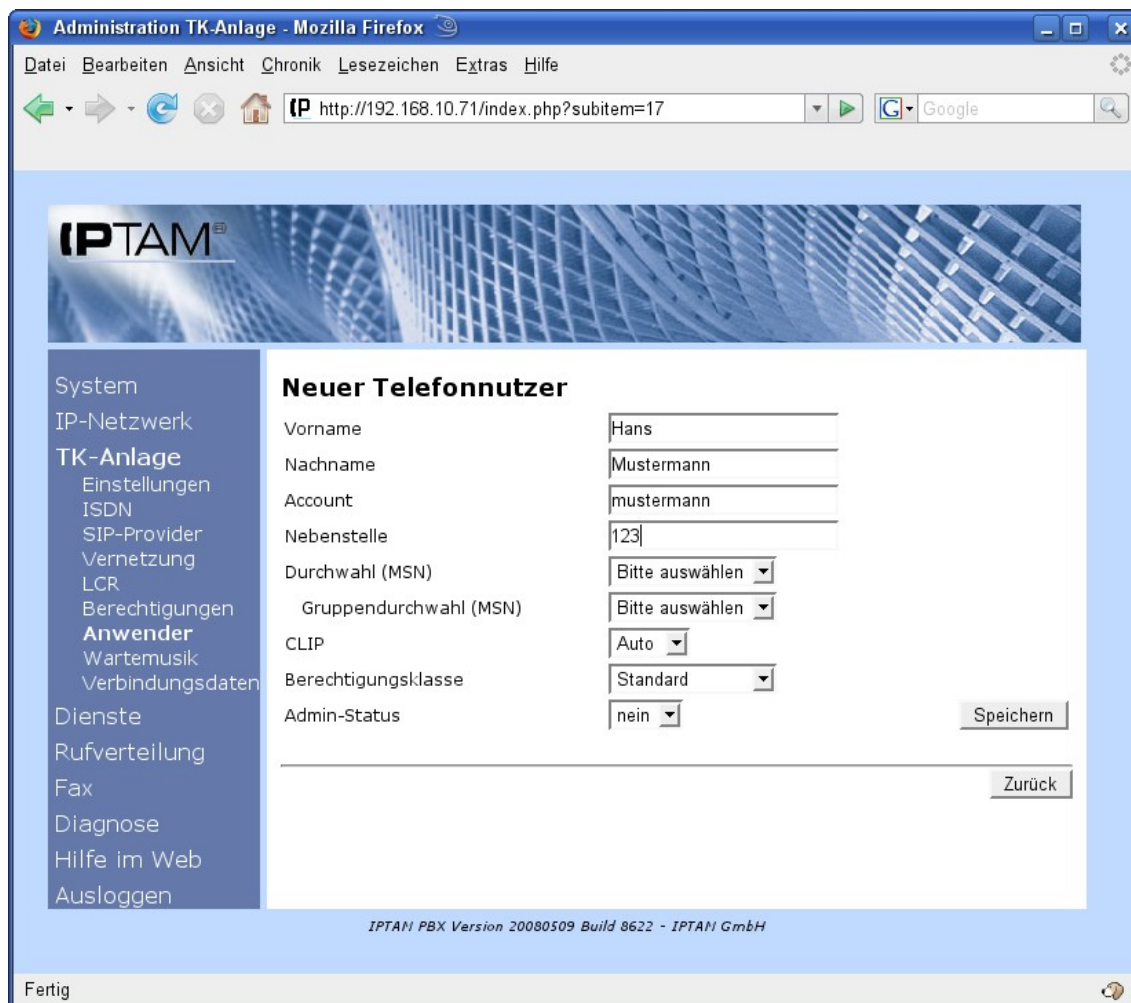 Administration TK-Anlage - Mozilla Firefox
Datei Bearbeiten Ansicht Chronik Lesezeichen Extras Hilfe
http://192.168.10.71/index.php?subitem=17
G Google
IPTAM®
System
IP-Netzwerk
TK-Anlage
Einstellungen
ISDN
SIP-Provider
Vernetzung
LCR
Berechtigungen
Anwender
Wartemusik
Verbindungsdaten
Dienste
Rufverteilung
Fax
Diagnose
Hilfe im Web
Ausloggen
Neuer Telefonnutzer
Vorname Hans
Nachname Mustermann
Account mustermann
Nebenstelle 123
Durchwahl (MSN) Bitte auswählen
Gruppendurchwahl (MSN) Bitte auswählen
CLIP Auto
Berechtigungsklasse Standard
Admin-Status nein Speichern
Zurück
IPTAM PBX Version 20080509 Build 8622 - IPTAM GmbH
Fertig